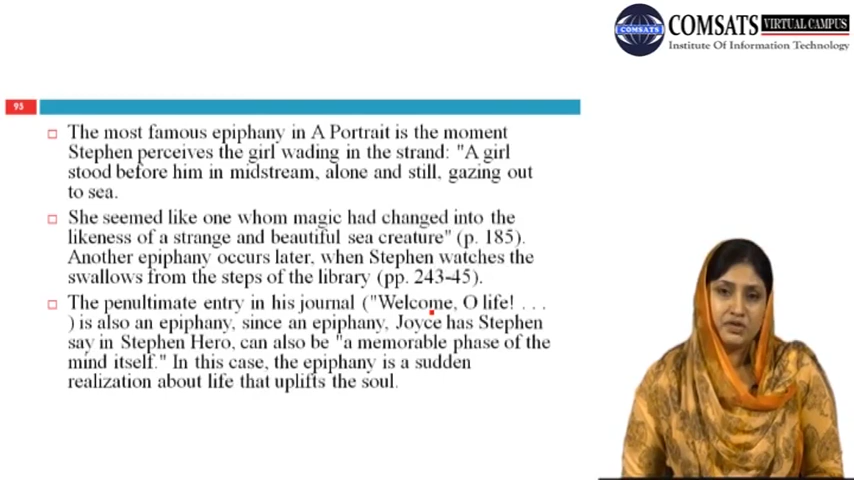 COMSATS VIRTUAL CAMPUS
COMSATS
Institute Of Information Technology
95
The most famous epiphany in A Portrait is the moment
Stephen perceives the girl wading in the strand: "A girl
stood before him in midstream, alone and still, gazing out
to sea.
She seemed like one whom magic had changed into the
likeness of a strange and beautiful sea creature" (p. 185).
Another epiphany occurs later, when Stephen watches the
swallows from the steps of the library (pp. 243-45).
The penultimate entry in his journal ("Welcome, O life! . . .
) is also an epiphany, since an epiphany, Joyce has Stephen
say in Stephen Hero, can also be "a memorable phase of the
mind itself." In this case, the epiphany is a sudden
realization about life that uplifts the soul.